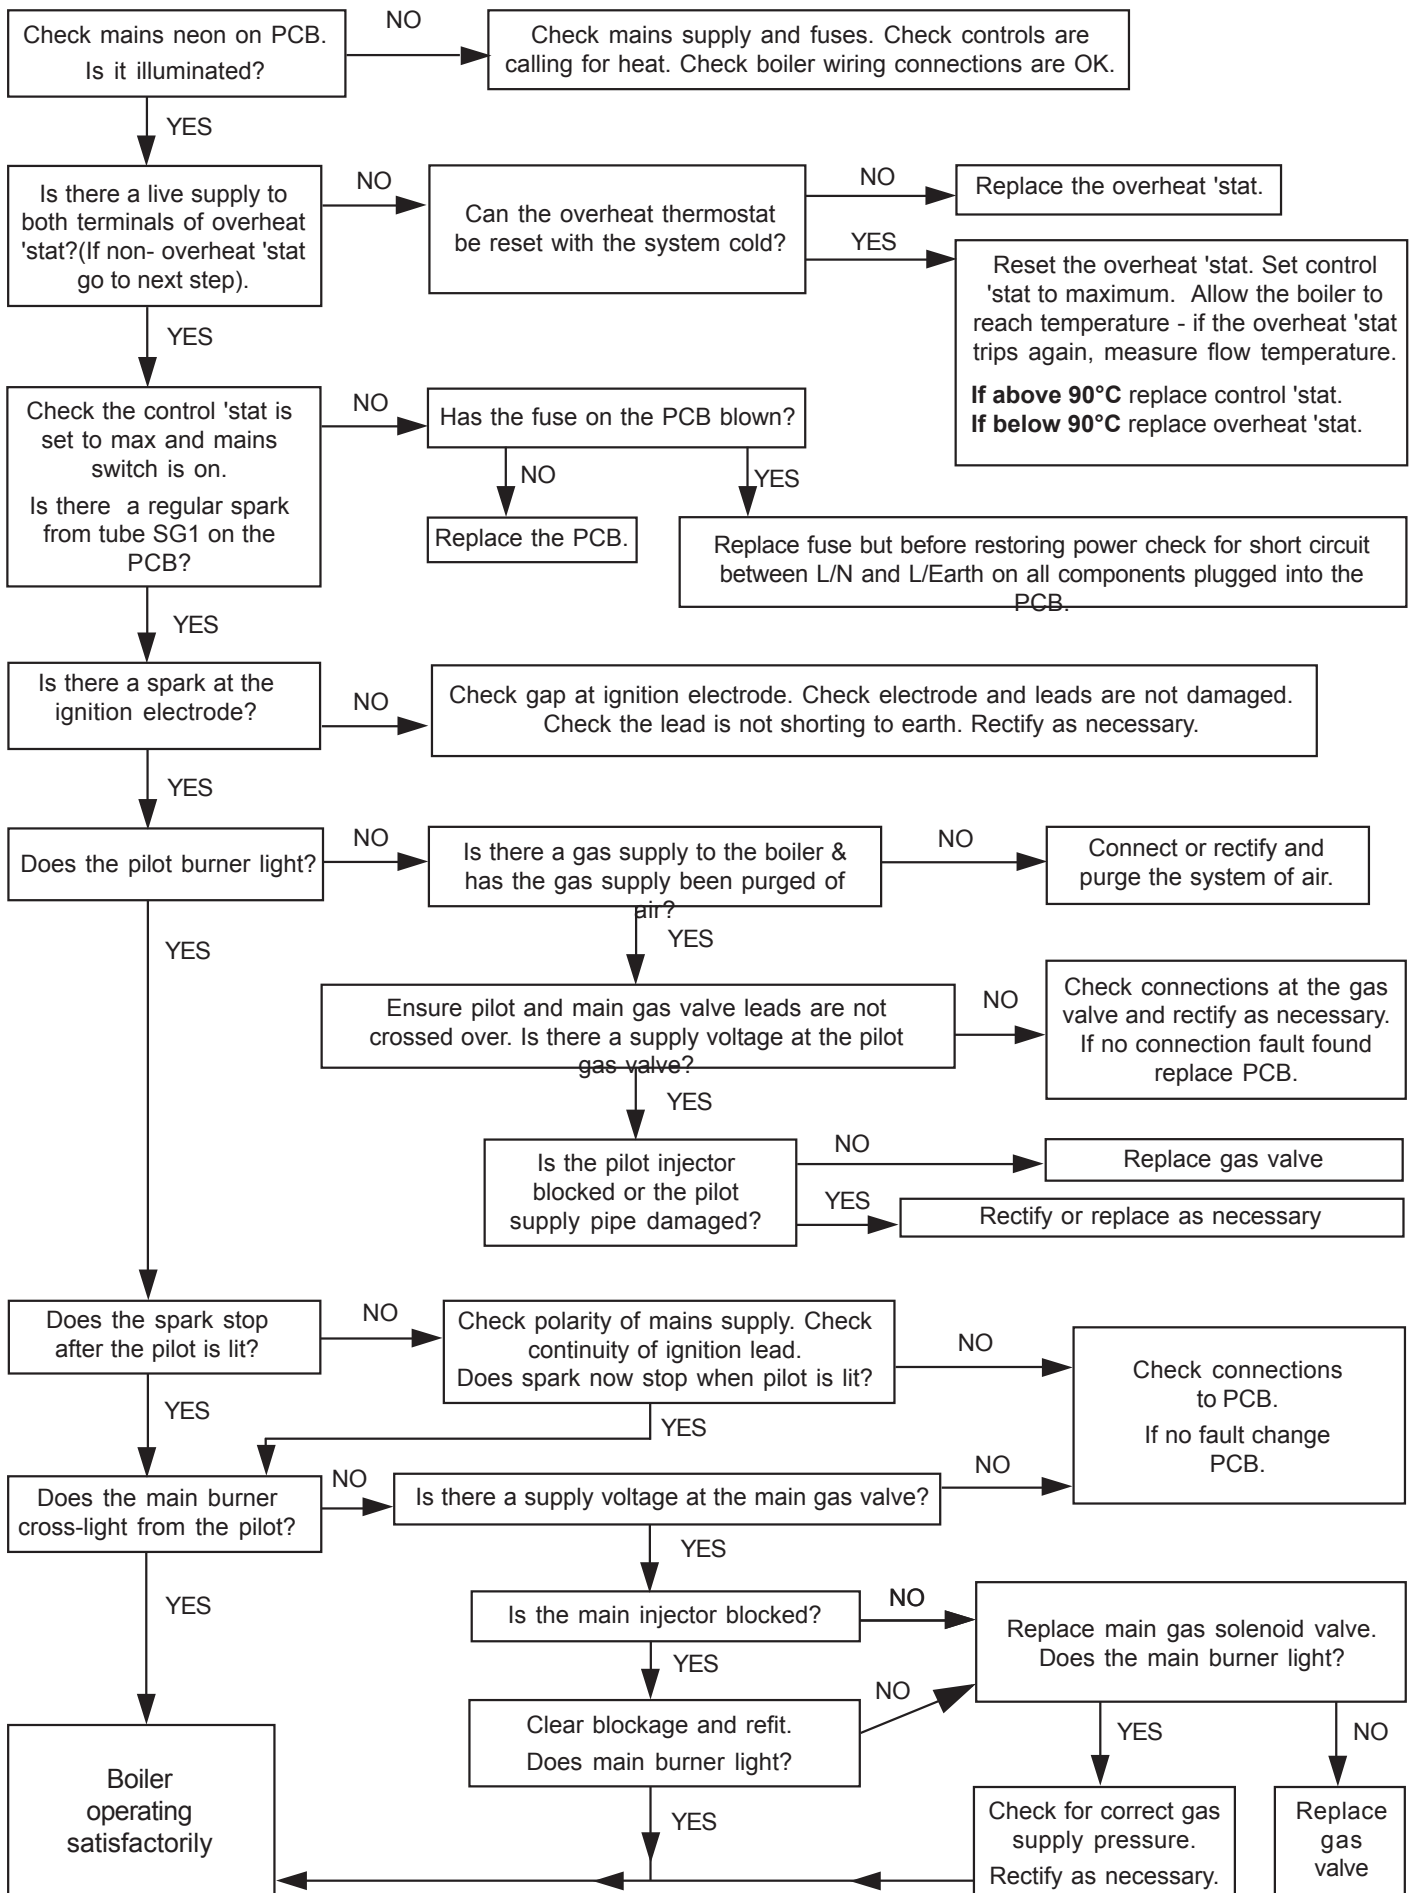 Check mains neon on PCB.
Is it illuminated?
NO
Check mains supply and fuses. Check controls are
calling for heat. Check boiler wiring connections are OK.
YES
Is there a live supply to
both terminals of overheat
'stat?(If non- overheat 'stat
go to next step).
NO
Can the overheat thermostat
be reset with the system cold?
NO
Replace the overheat 'stat.
YES
Reset the overheat 'stat. Set control
'stat to maximum. Allow the boiler to
reach temperature - if the overheat 'stat
trips again, measure flow temperature.
If above 90°C replace control 'stat.
If below 90°C replace overheat 'stat.
YES
Check the control 'stat is
set to max and mains
switch is on.
Is there a regular spark
from tube SG1 on the
PCB?
NO
Has the fuse on the PCB blown?
NO
Replace the PCB.
YES
Replace fuse but before restoring power check for short circuit
between L/N and L/Earth on all components plugged into the
PCB.
YES
Is there a spark at the
ignition electrode?
NO
Check gap at ignition electrode. Check electrode and leads are not damaged.
Check the lead is not shorting to earth. Rectify as necessary.
YES
Does the pilot burner light?
NO
Is there a gas supply to the boiler &
has the gas supply been purged of
air?
NO
Connect or rectify and
purge the system of air.
YES
YES
Ensure pilot and main gas valve leads are not
crossed over. Is there a supply voltage at the pilot
gas valve?
NO
Check connections at the gas
valve and rectify as necessary.
If no connection fault found
replace PCB.
YES
Is the pilot injector
blocked or the pilot
supply pipe damaged?
NO
Replace gas valve
YES
Rectify or replace as necessary
Does the spark stop
after the pilot is lit?
NO
Check polarity of mains supply. Check
continuity of ignition lead.
Does spark now stop when pilot is lit?
NO
Check connections
to PCB.
If no fault change
PCB.
YES
YES
Does the main burner
cross-light from the pilot?
NO
Is there a supply voltage at the main gas valve?
NO
YES
YES
Is the main injector blocked?
NO
Replace main gas solenoid valve.
Does the main burner light?
YES
Clear blockage and refit.
Does main burner light?
NO
YES
NO
Boiler
operating
satisfactorily
YES
Check for correct gas
supply pressure.
Rectify as necessary.
Replace
gas
valve